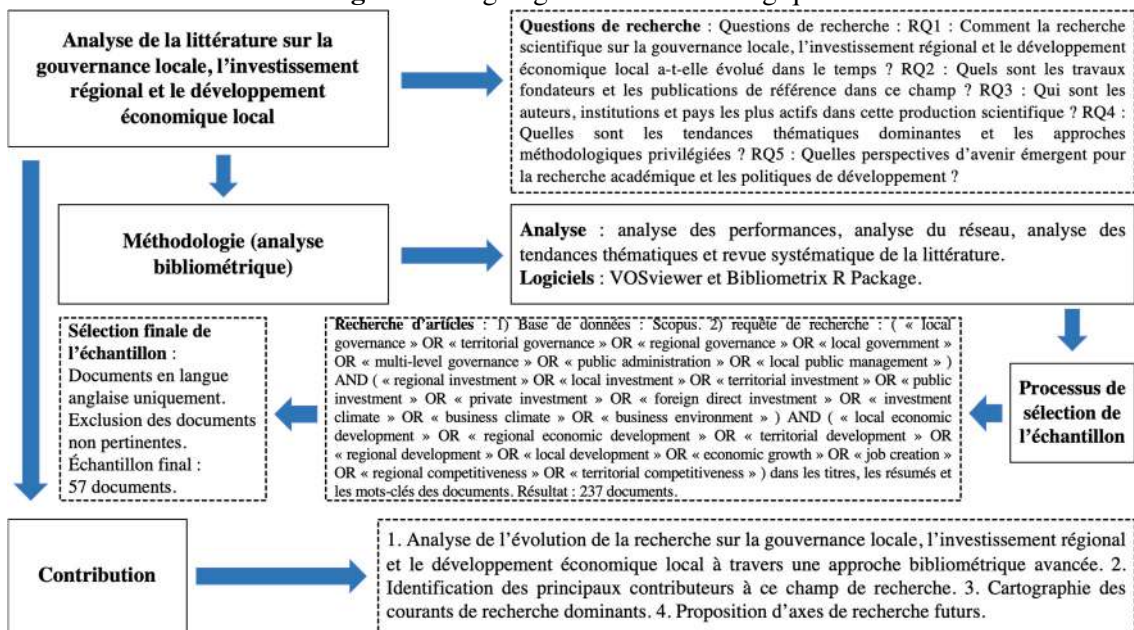 Analyse de la littérature sur la
gouvernance locale, l'investissement
régional et le développement
économique local
Questions de recherche : Questions de recherche : RQ1 : Comment la recherche
scientifique sur la gouvernance locale, l'investissement régional et le développement
économique local a-t-elle évolué dans le temps ? RQ2 : Quels sont les travaux
fondateurs et les publications de référence dans ce champ ? RQ3 : Qui sont les
auteurs, institutions et pays les plus actifs dans cette production scientifique ? RQ4 :
Quelles sont les tendances thématiques dominantes et les approches
méthodologiques privilégiées ? RQ5 : Quelles perspectives d'avenir émergent pour
la recherche académique et les politiques de développement ?
Méthodologie (analyse
bibliométrique)
Analyse : analyse des performances, analyse du réseau, analyse des
tendances thématiques et revue systématique de la littérature.
Logiciels : VOSviewer et Bibliometrix R Package.
Sélection finale de
l'échantillon :
Documents en langue
anglaise uniquement.
Exclusion des documents
non pertinentes.
Échantillon final :
57 documents.
Recherche d'articles : 1) Base de données : Scopus. 2) requête de recherche : ( « local
governance » OR « territorial governance » OR « regional governance » OR « local government »
OR « multi-level governance » OR « public administration » OR « local public management » )
AND ( « regional investment » OR « local investment » OR « territorial investment » OR « public
investment » OR « private investment » OR « foreign direct investment » OR « investment
climate » OR « business climate » OR « business environment » ) AND ( « local economic
development » OR « regional economic development » OR « territorial development » OR
« regional development » OR « local development » OR « economic growth » OR « job creation »
OR « regional competitiveness » OR « territorial competitiveness » ) dans les titres, les résumés et
les mots-clés des documents. Résultat : 237 documents.
Processus de
sélection de
l'échantillon
Contribution
1. Analyse de l'évolution de la recherche sur la gouvernance locale, l'investissement régional
et le développement économique local à travers une approche bibliométrique avancée. 2.
Identification des principaux contributeurs à ce champ de recherche. 3. Cartographie des
courants de recherche dominants. 4. Proposition d'axes de recherche futurs.